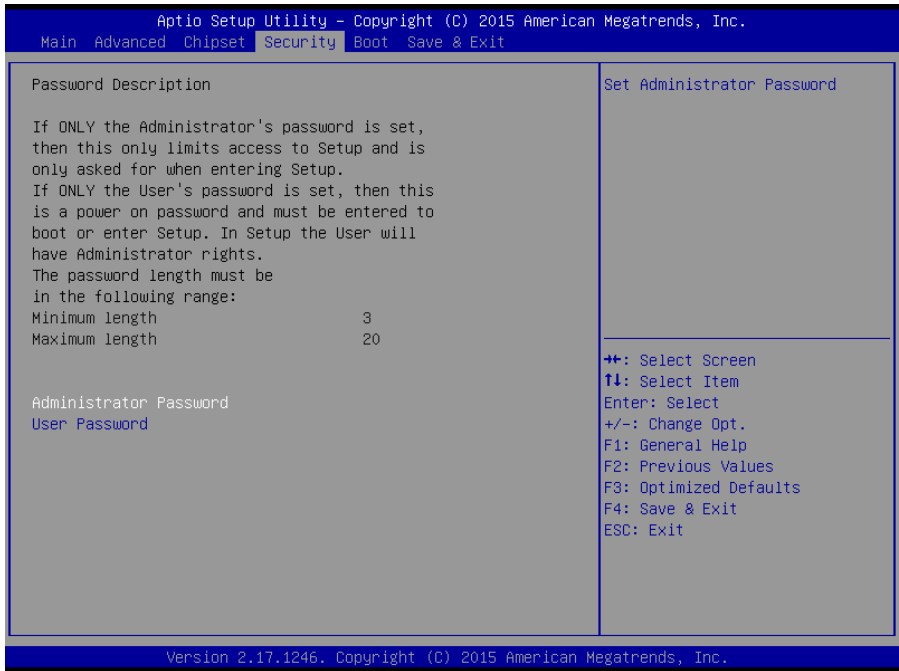 Aptio Setup Utility – Copyright (C) 2015 American Megatrends, Inc.
Main Advanced Chipset Security Boot Save & Exit
Password Description
If ONLY the Administrator's password is set,
then this only limits access to Setup and is
only asked for when entering Setup.
If ONLY the User's password is set, then this
is a power on password and must be entered to
boot or enter Setup. In Setup the User will
have Administrator rights.
The password length must be
in the following range:
Minimum length 3
Maximum length 20
Administrator Password
User Password
Set Administrator Password
→←: Select Screen
↑↓: Select Item
Enter: Select
+/-: Change Opt.
F1: General Help
F2: Previous Values
F3: Optimized Defaults
F4: Save & Exit
ESC: Exit
Version 2.17.1246. Copyright (C) 2015 American Megatrends, Inc.